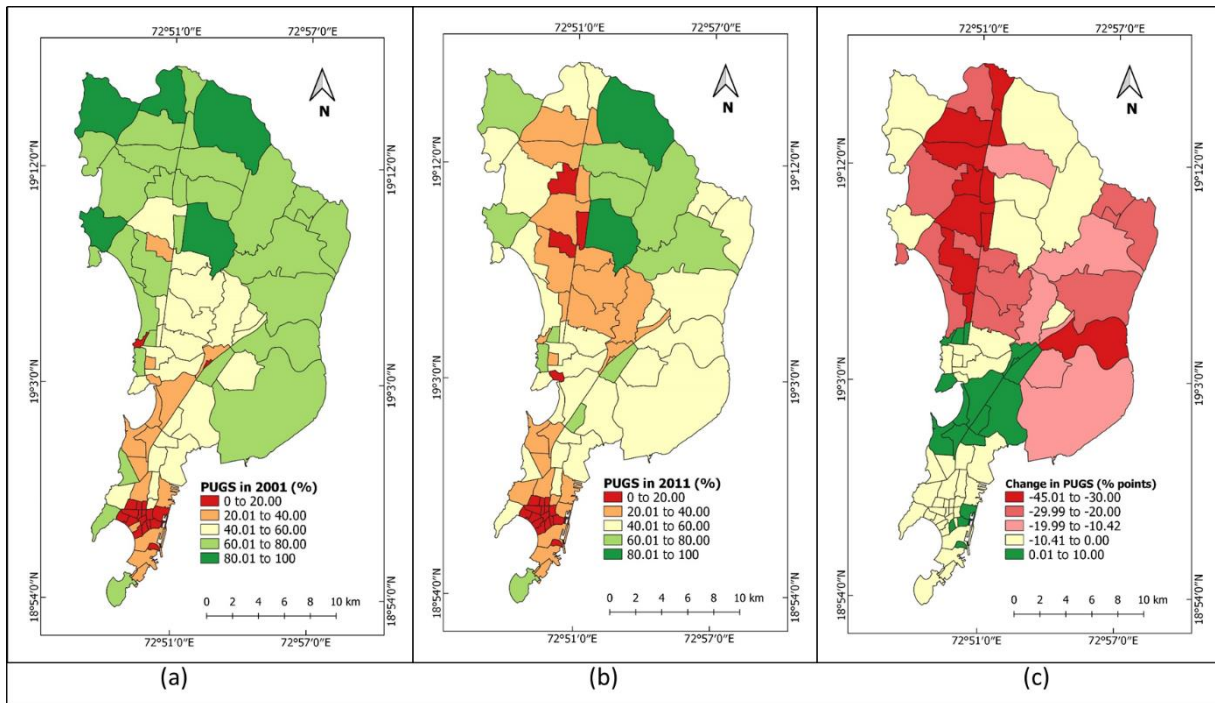 72°51′0″E 72°57′0″E
N
19°12′0″N
19°3′0″N
18°54′0″N
PUGS in 2001 (%)
0 to 20.00
20.01 to 40.00
40.01 to 60.00
60.01 to 80.00
80.01 to 100
0 2 4 6 8 10 km
72°51′0″E 72°57′0″E
(a)
72°51′0″E 72°57′0″E
N
19°12′0″N
19°3′0″N
18°54′0″N
PUGS in 2011 (%)
0 to 20.00
20.01 to 40.00
40.01 to 60.00
60.01 to 80.00
80.01 to 100
0 2 4 6 8 10 km
72°51′0″E 72°57′0″E
(b)
72°51′0″E 72°57′0″E
N
19°12′0″N
19°3′0″N
18°54′0″N
Change in PUGS (% points)
-45.01 to -30.00
-29.99 to -20.00
-19.99 to -10.42
-10.41 to 0.00
0.01 to 10.00
0 2 4 6 8 10 km
72°51′0″E 72°57′0″E
(c)